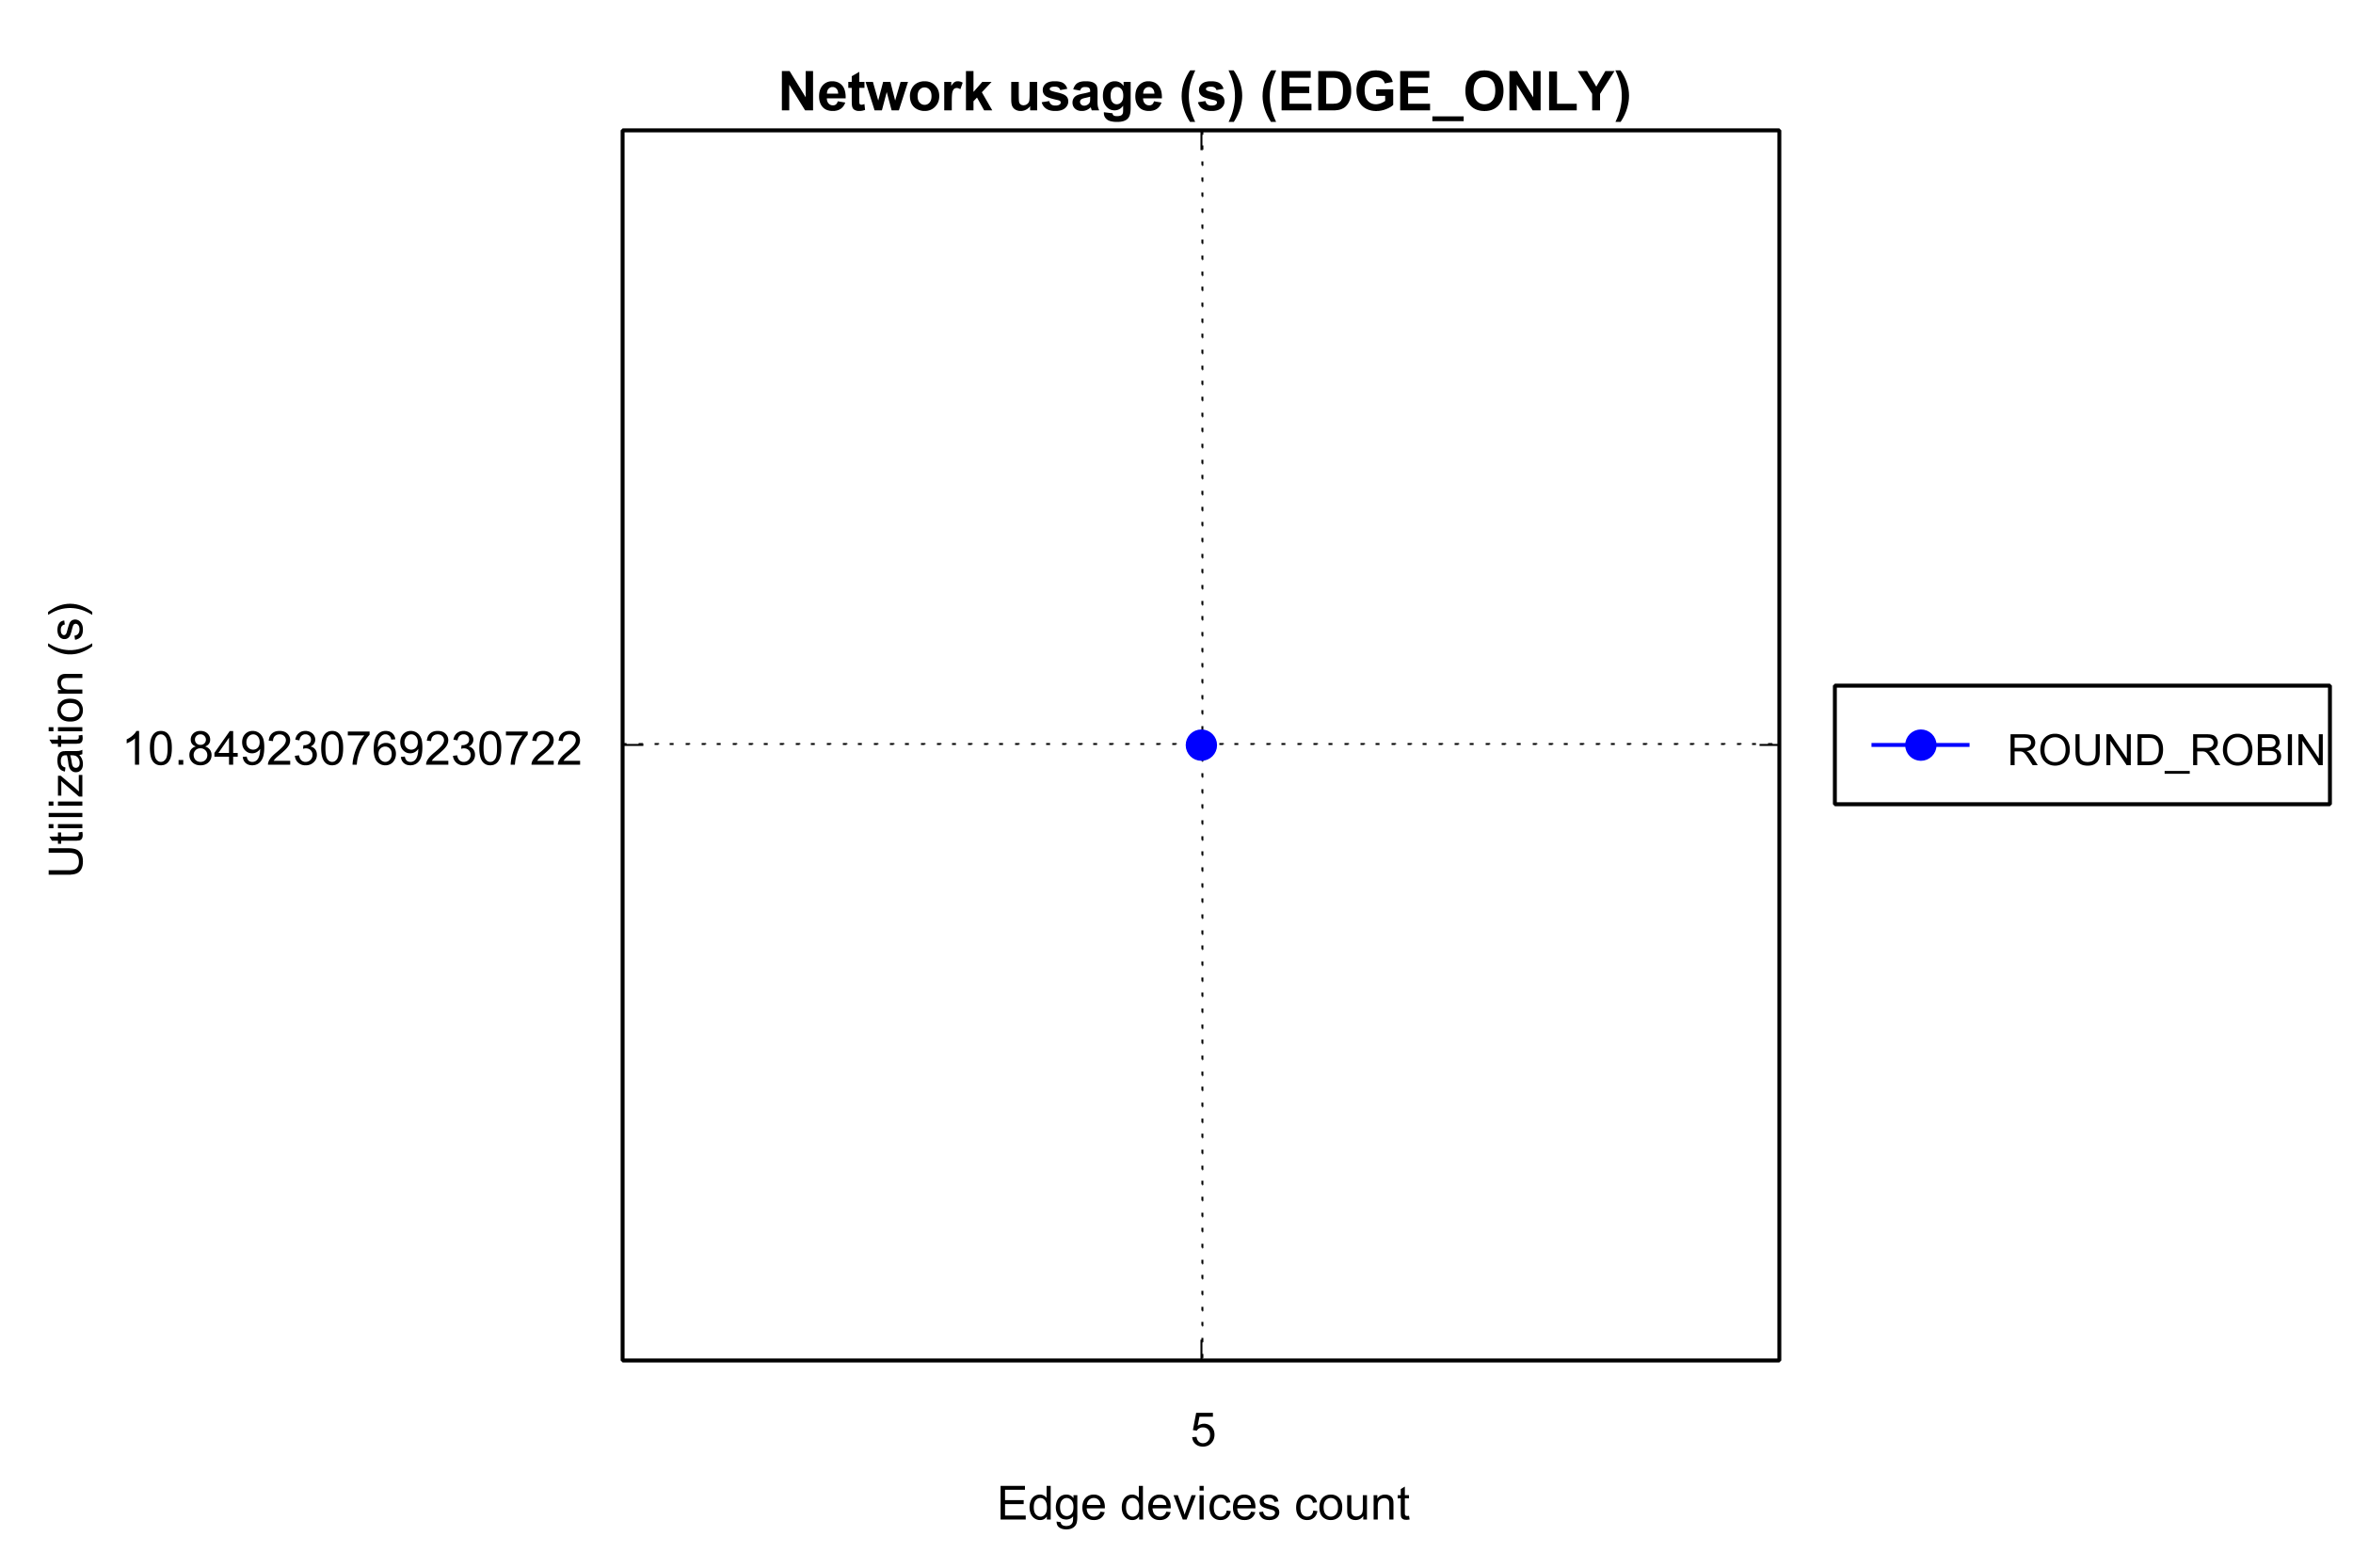 Network usage (s) (EDGE_ONLY)
Utilization (s)
10.849230769230722
ROUND_ROBIN
5
Edge devices count